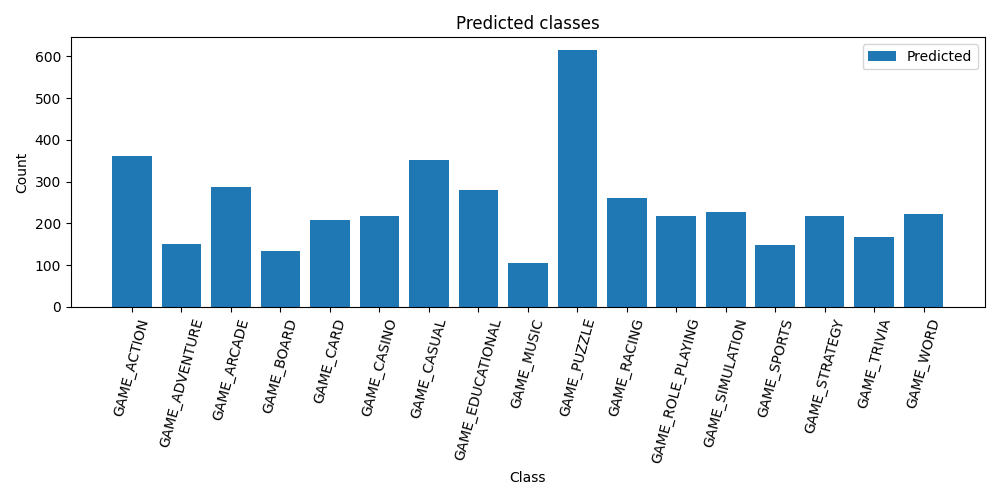 Predicted classes
Predicted
Count
600
500
400
300
200
100
0
GAME_ACTION
GAME_ADVENTURE
GAME_ARCADE
GAME_BOARD
GAME_CARD
GAME_CASINO
GAME_CASUAL
GAME_EDUCATIONAL
GAME_MUSIC
GAME_PUZZLE
GAME_RACING
GAME_ROLE_PLAYING
GAME_SIMULATION
GAME_SPORTS
GAME_STRATEGY
GAME_TRIVIA
GAME_WORD
Class